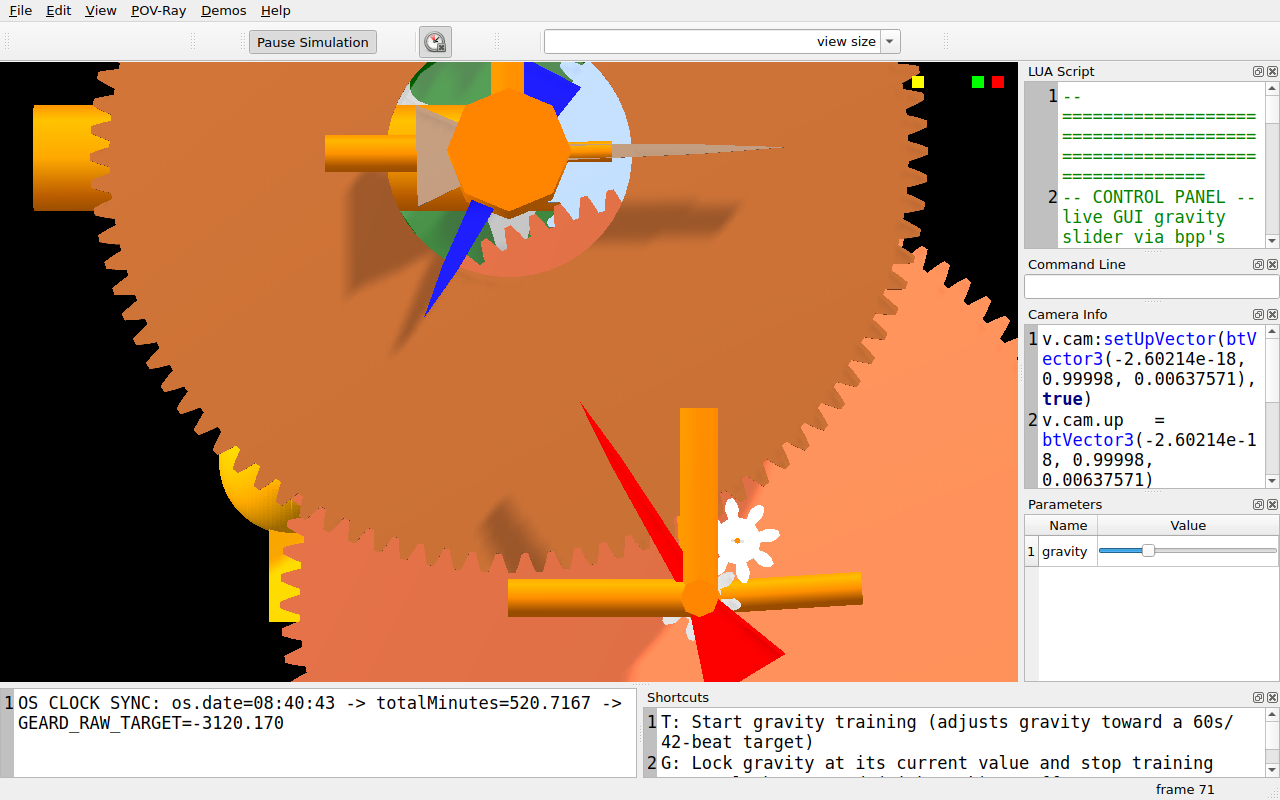 File Edit View POV-Ray Demos Help
Pause Simulation view size
LUA Script
1 --
===================
===================
===================
==============
2 -- CONTROL PANEL --
live GUI gravity
slider via bpp's
Command Line
Camera Info
1 v.cam:setUpVector(btV
ector3(-2.60214e-18,
0.99998, 0.00637571),
true)
2 v.cam.up   =
btVector3(-2.60214e-1
8, 0.99998,
0.00637571)
Parameters
Name Value
1 gravity
1 OS CLOCK SYNC: os.date=08:40:43 -> totalMinutes=520.7167 ->
GEARD_RAW_TARGET=-3120.170
Shortcuts
1 T: Start gravity training (adjusts gravity toward a 60s/
42-beat target)
2 G: Lock gravity at its current value and stop training
frame 71